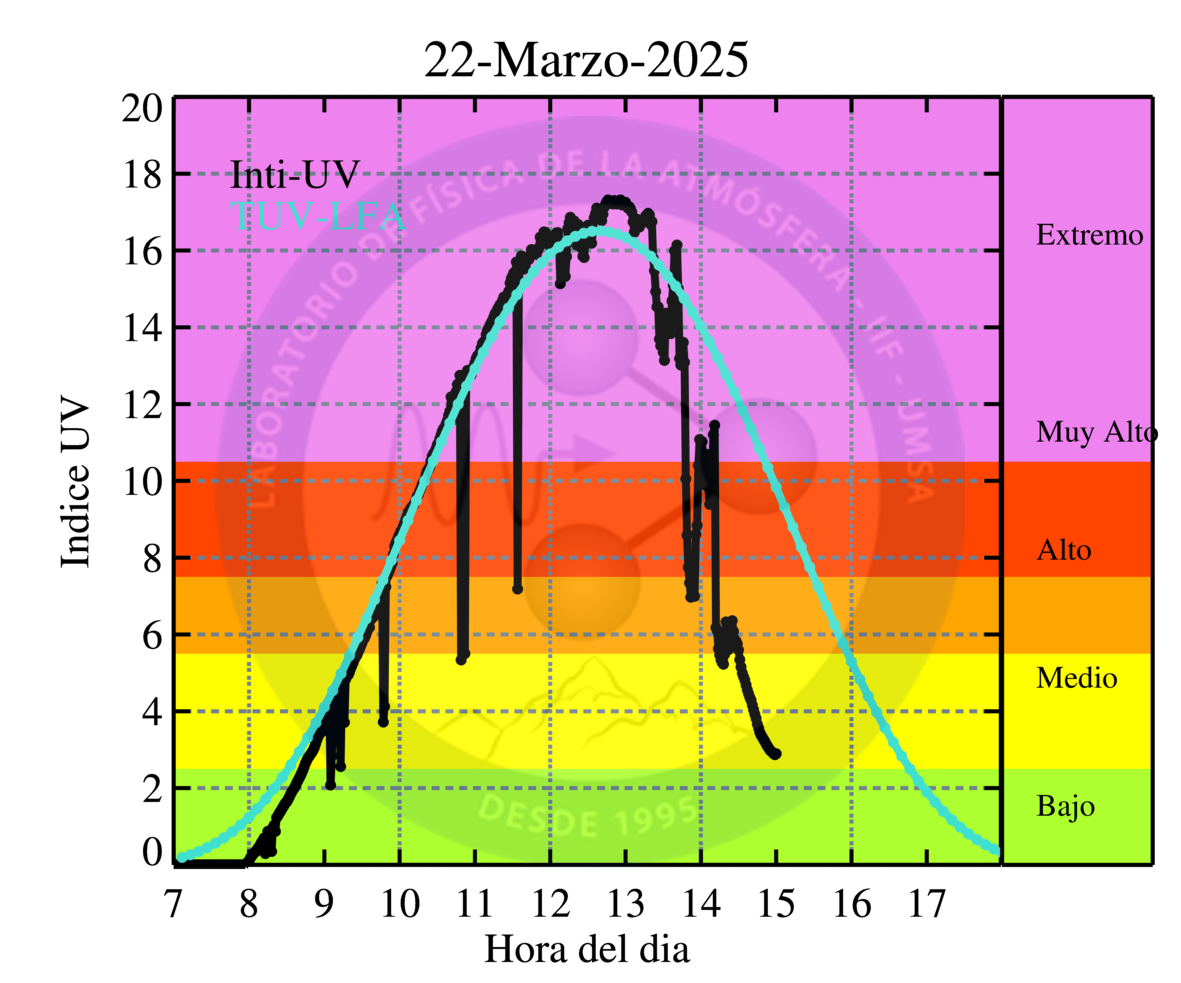 22-Marzo-2025
Inti-UV
TUV-LFA
LABORATORIO DE FÍSICA DE LA ATMÓSFERA - IIF - UMSA
DESDE 1995
Indice UV
20
18
16
14
12
10
8
6
4
2
0
Extremo
Muy Alto
Alto
Medio
Bajo
7 8 9 10 11 12 13 14 15 16 17
Hora del dia